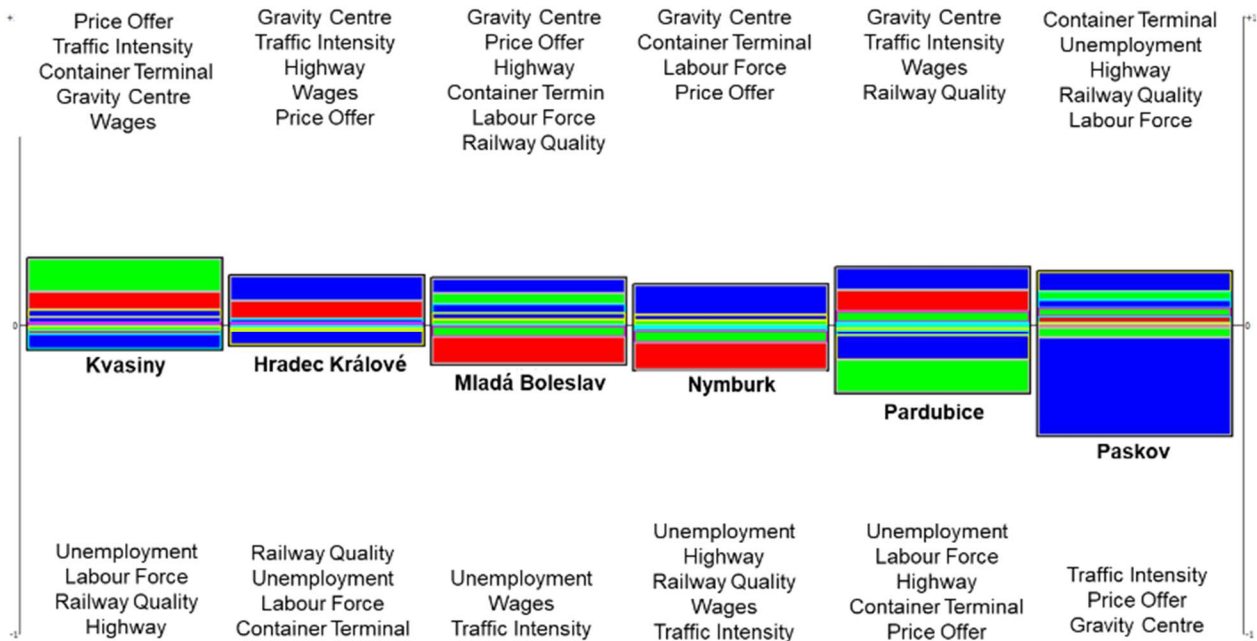 +
Price Offer
Traffic Intensity
Container Terminal
Gravity Centre
Wages
Gravity Centre
Traffic Intensity
Highway
Wages
Price Offer
Gravity Centre
Price Offer
Highway
Container Termin
Labour Force
Railway Quality
Gravity Centre
Container Terminal
Labour Force
Price Offer
Gravity Centre
Traffic Intensity
Wages
Railway Quality
Container Terminal
Unemployment
Highway
Railway Quality
Labour Force
+1
0
0
Kvasiny
Hradec Králové
Mladá Boleslav
Nymburk
Pardubice
Paskov
Unemployment
Labour Force
Railway Quality
Highway
Railway Quality
Unemployment
Labour Force
Container Terminal
Unemployment
Wages
Traffic Intensity
Unemployment
Highway
Railway Quality
Wages
Traffic Intensity
Unemployment
Labour Force
Highway
Container Terminal
Price Offer
Traffic Intensity
Price Offer
Gravity Centre
-1
-1